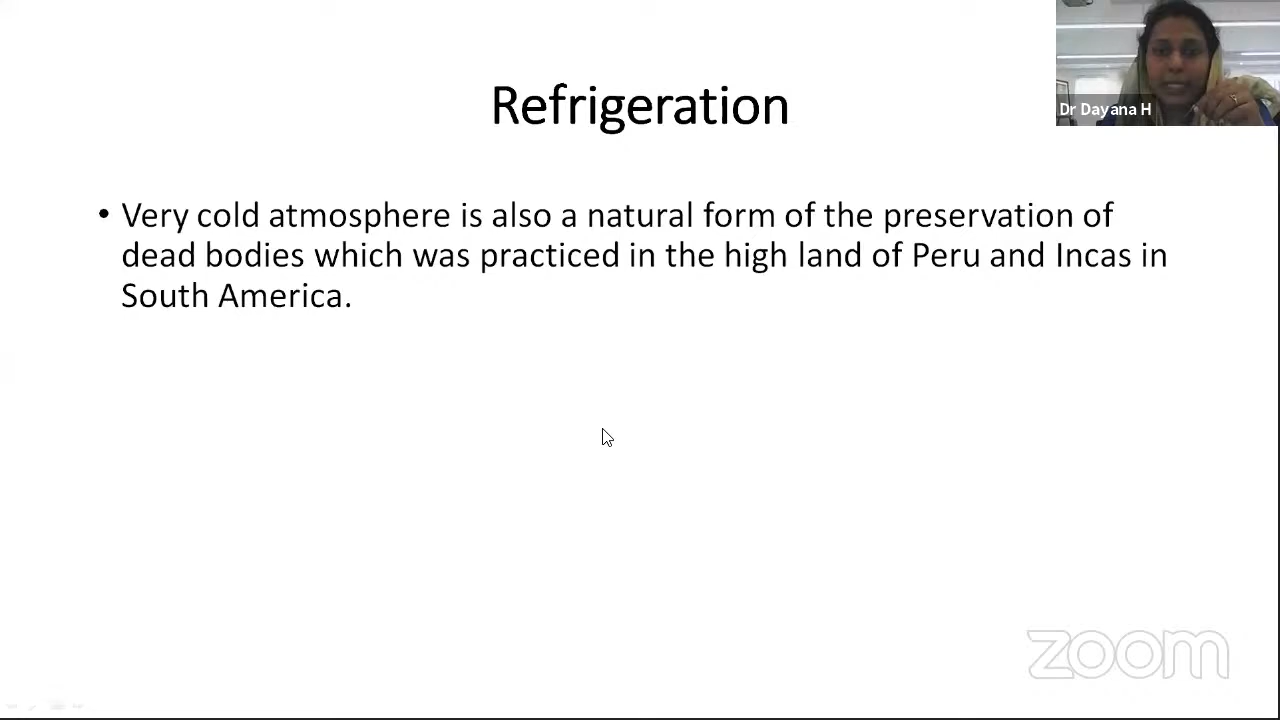 Refrigeration
Dr Dayana H
• Very cold atmosphere is also a natural form of the preservation of
dead bodies which was practiced in the high land of Peru and Incas in
South America.
zoom